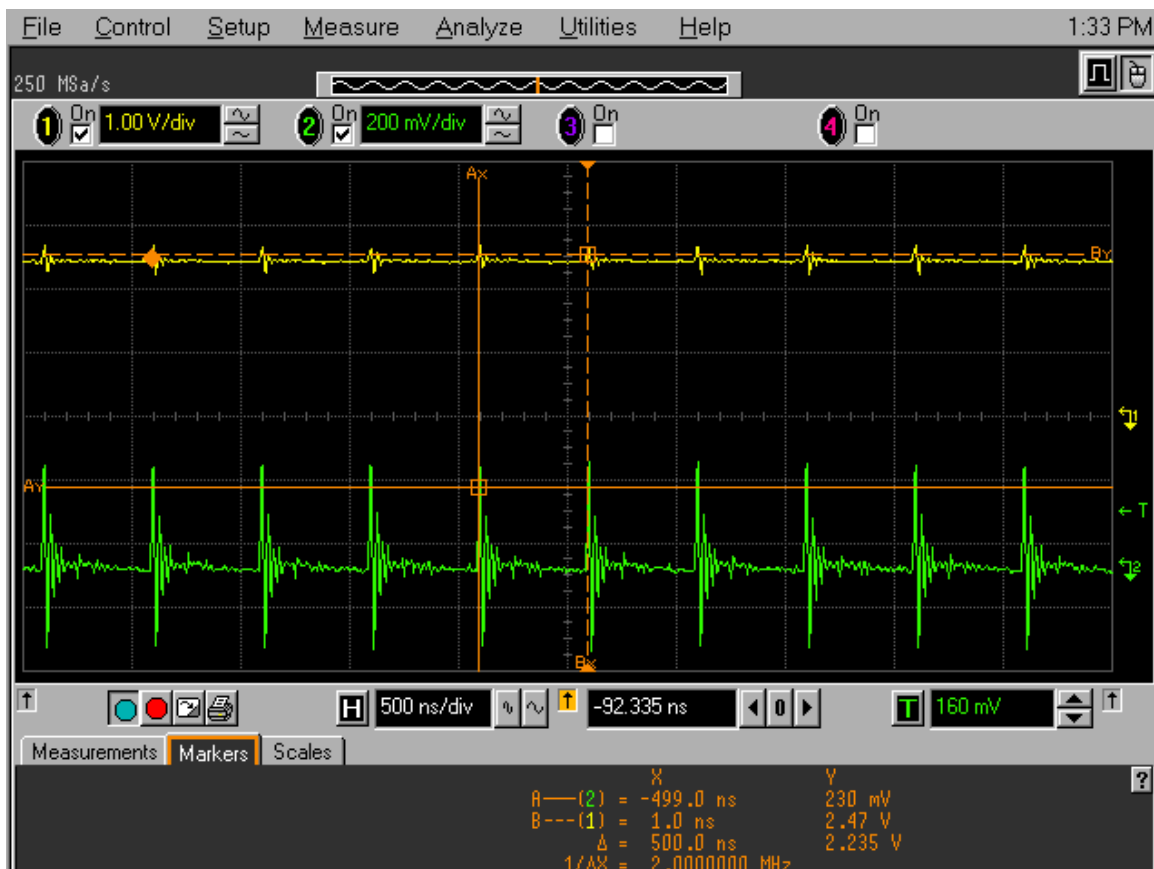 File Control Setup Measure Analyze Utilities Help 1:33 PM
250 MSa/s
1 On 1.00 V/div 2 On 200 mV/div 3 On 4 On
Ax
By
1
Ay
T
2
Bx
H 500 ns/div -92.335 ns 0 T 160 mV
Measurements Markers Scales
X Y ?
A——(2) = -499.0 ns 230 mV
B---(1) = 1.0 ns 2.47 V
Δ = 500.0 ns 2.235 V
1/ΔX = 2.0000000 MHz